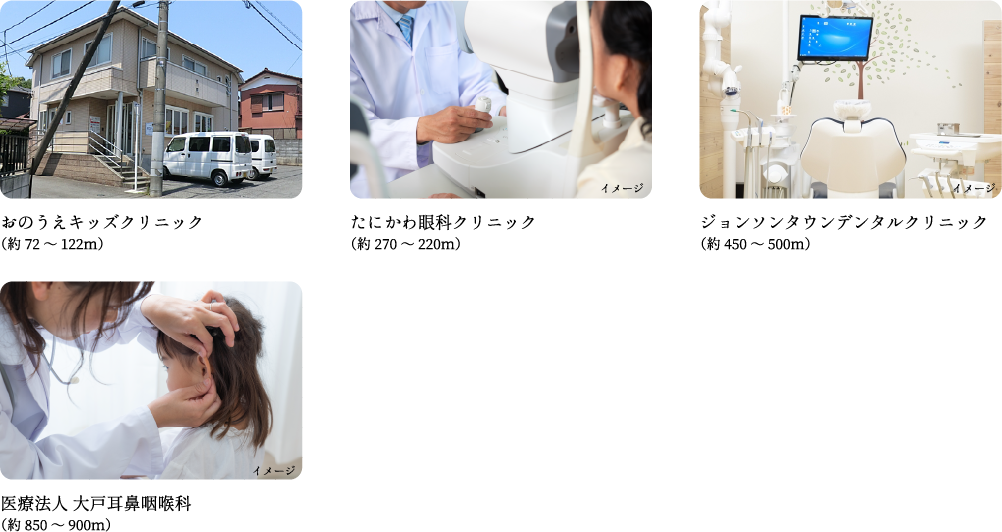 イメージ
イメージ
おのうえキッズクリニック
(約 72 〜 122m)
たにかわ眼科クリニック
(約 270 〜 220m)
ジョンソンタウンデンタルクリニック
(約 450 〜 500m)
イメージ
医療法人 大戸耳鼻咽喉科
(約 850 〜 900m)